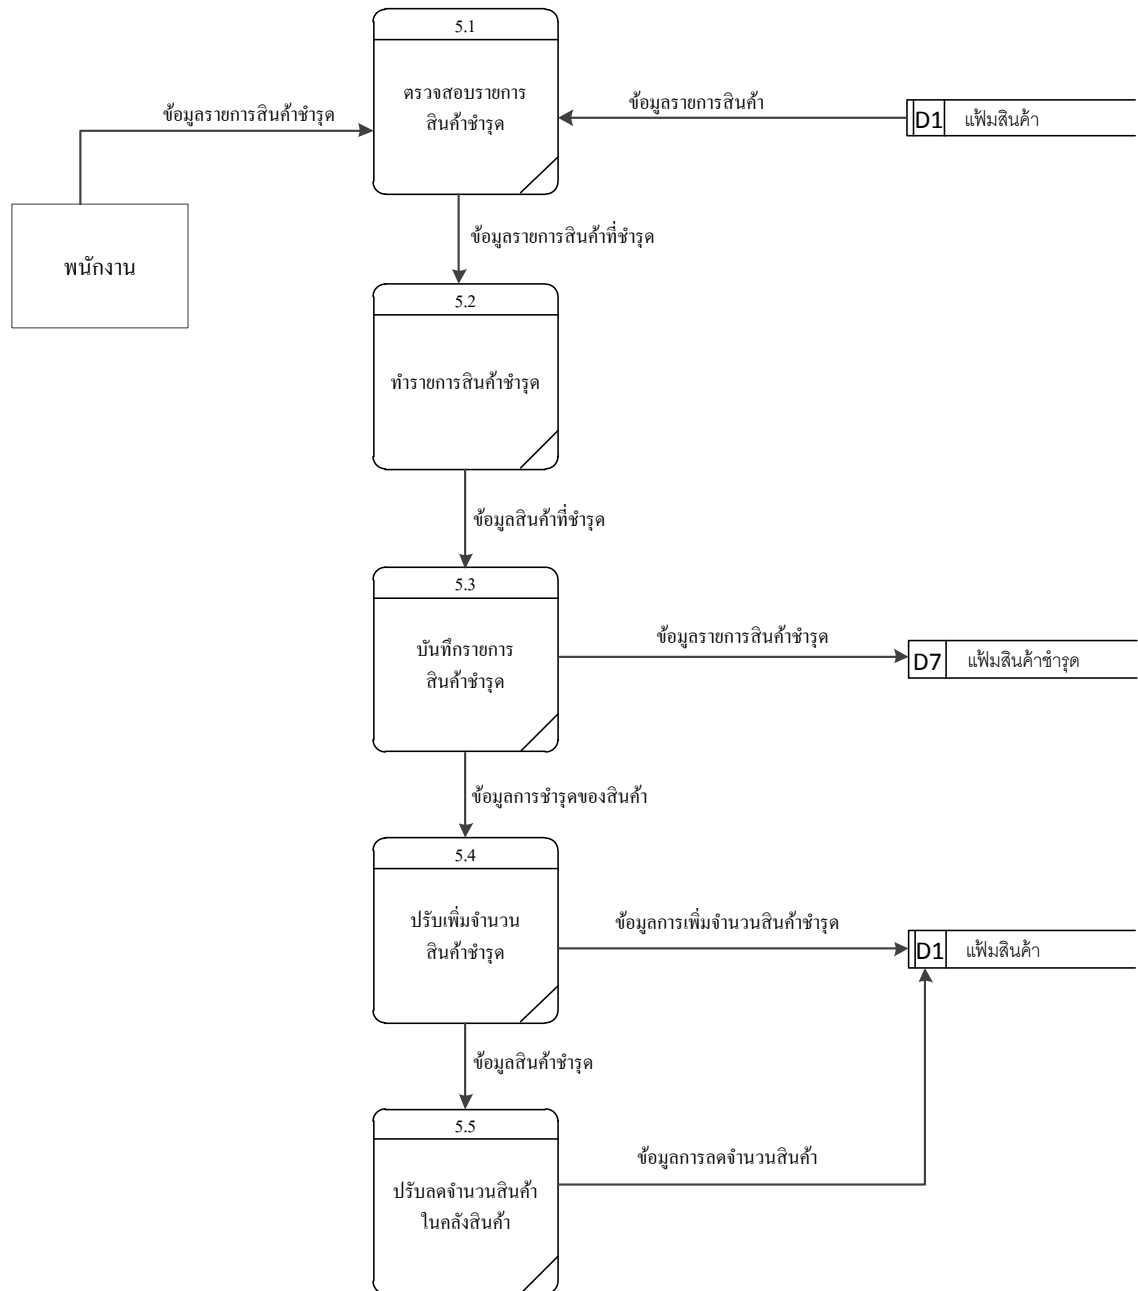 5.1
ตรวจสอบรายการ
สินค้าชำรุด
ข้อมูลรายการสินค้าชำรุด
ข้อมูลรายการสินค้า
D1 แฟ้มสินค้า
พนักงาน
ข้อมูลรายการสินค้าที่ชำรุด
5.2
ทำรายการสินค้าชำรุด
ข้อมูลสินค้าที่ชำรุด
5.3
บันทึกรายการ
สินค้าชำรุด
ข้อมูลรายการสินค้าชำรุด
D7 แฟ้มสินค้าชำรุด
ข้อมูลการชำรุดของสินค้า
5.4
ปรับเพิ่มจำนวน
สินค้าชำรุด
ข้อมูลการเพิ่มจำนวนสินค้าชำรุด
D1 แฟ้มสินค้า
ข้อมูลสินค้าชำรุด
5.5
ปรับลดจำนวนสินค้า
ในคลังสินค้า
ข้อมูลการลดจำนวนสินค้า